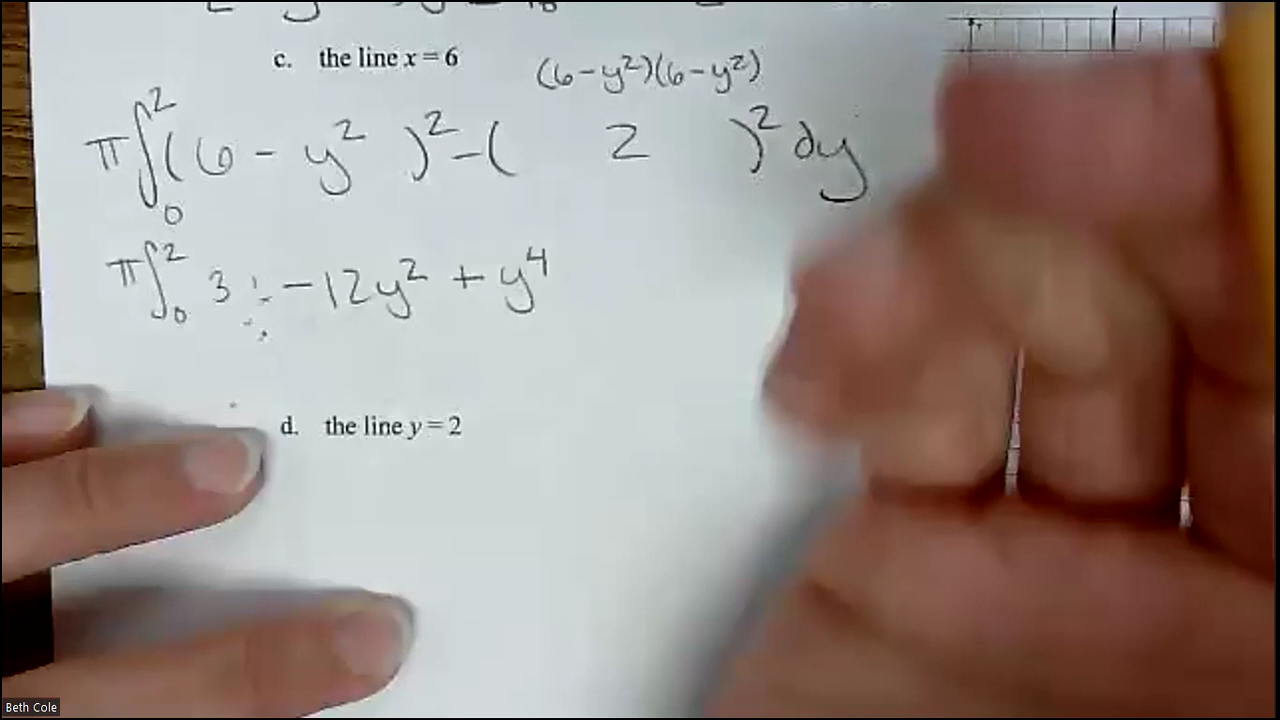 c. the line x = 6
(6-y²)(6-y²)
π∫₀² (6 - y²)² - ( 2 )² dy
π∫₀² 3 - 12y² + y⁴
d. the line y = 2
Beth Cole